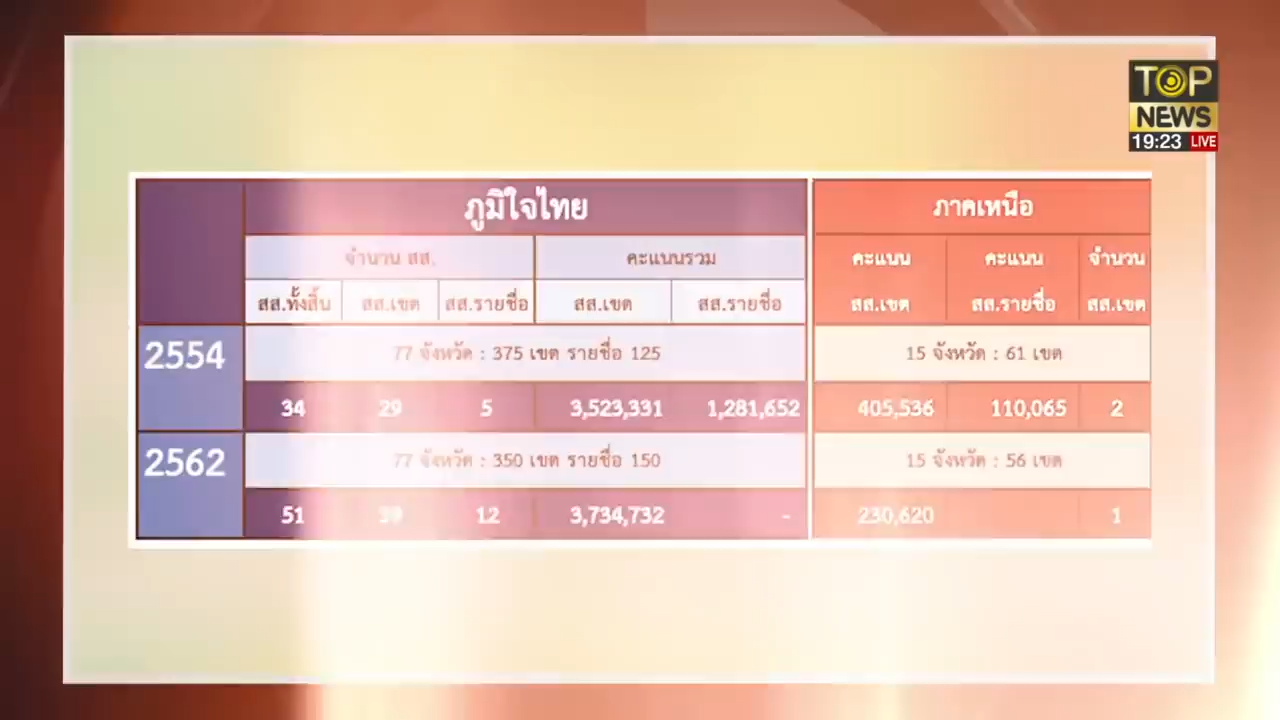 TOP
NEWS
19:23 LIVE
ภูมิใจไทย ภาคเหนือ
จำนวน สส. คะแนนรวม คะแนน คะแนน จำนวน
สส.ทั้งสิ้น สส.เขต สส.รายชื่อ สส.เขต สส.รายชื่อ สส.เขต สส.รายชื่อ สส.เขต
2554 77 จังหวัด : 375 เขต รายชื่อ 125 15 จังหวัด : 61 เขต
34 29 5 3,523,331 1,281,652 405,536 110,065 2
2562 77 จังหวัด : 350 เขต รายชื่อ 150 15 จังหวัด : 56 เขต
51 39 12 3,734,732 - 230,620 1